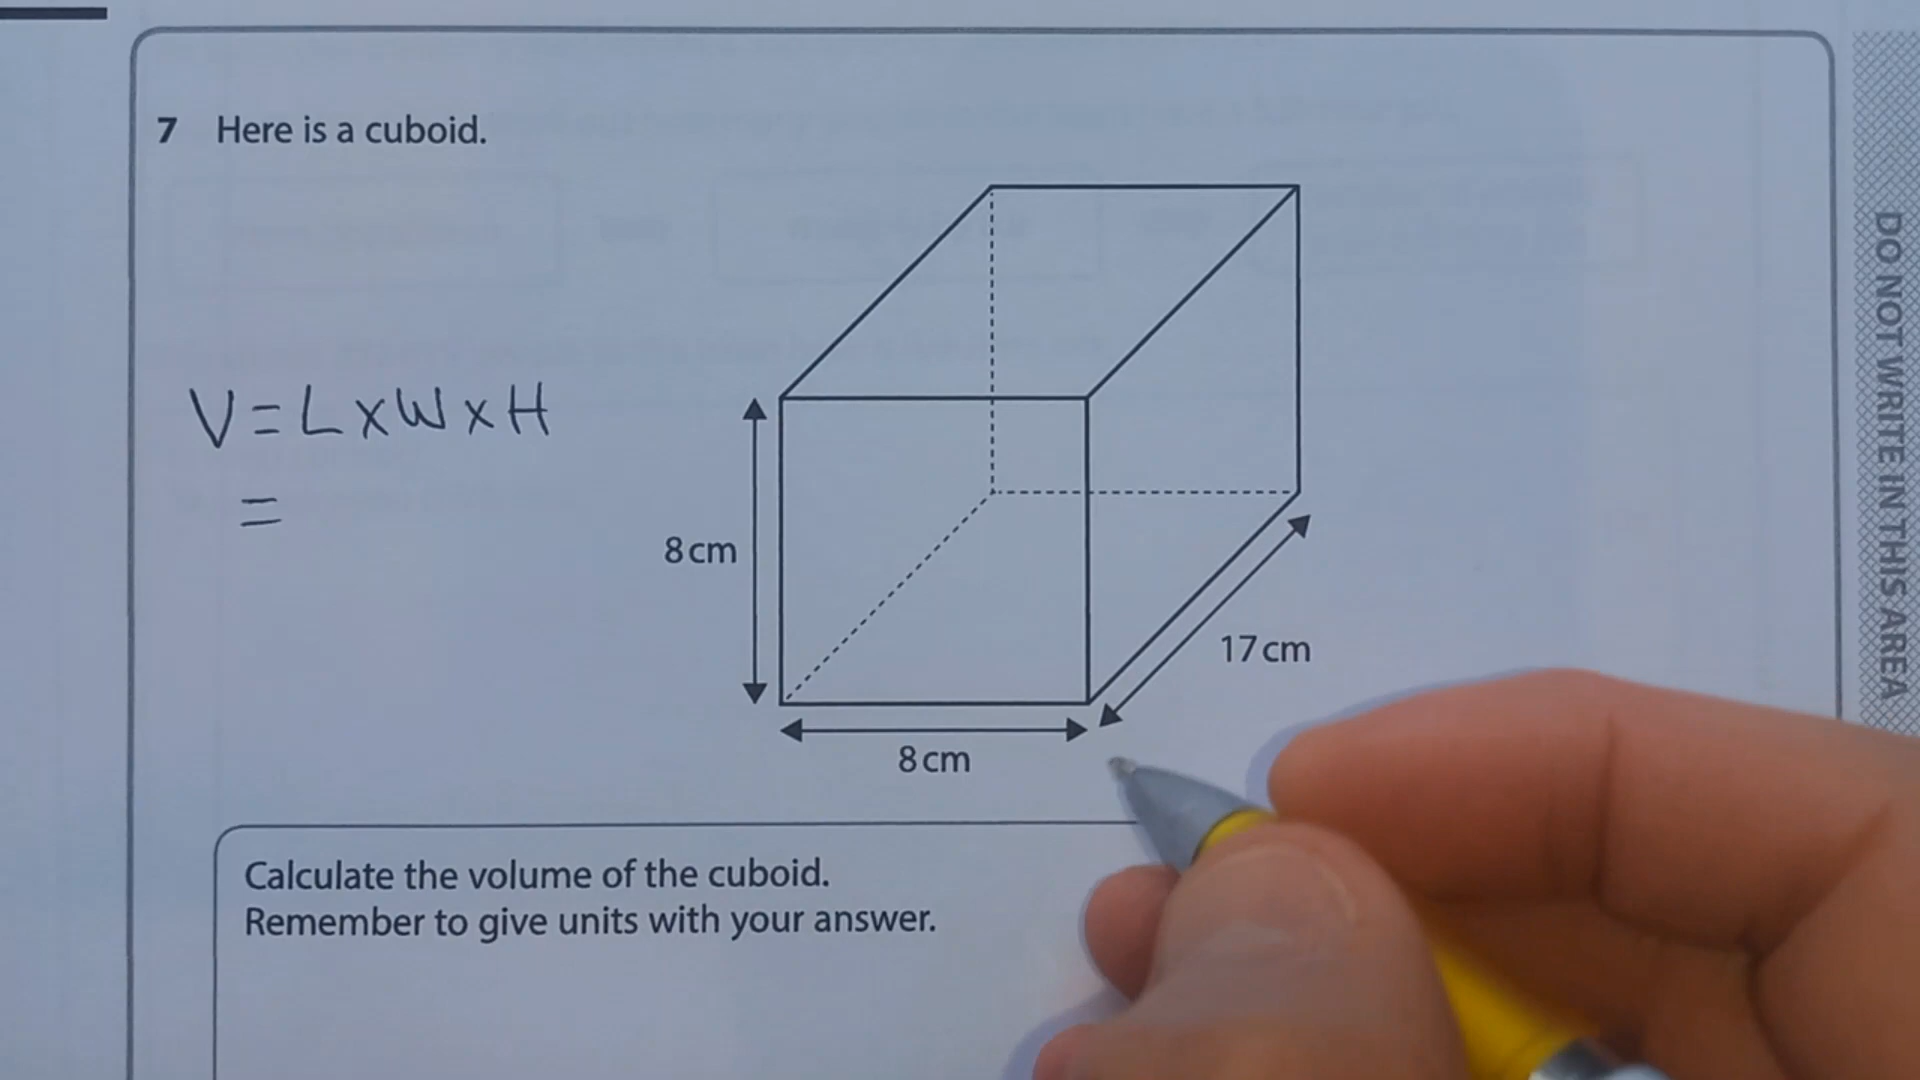 7 Here is a cuboid.
V = L x W x H
=
8 cm
17 cm
8 cm
Calculate the volume of the cuboid.
Remember to give units with your answer.
DO NOT WRITE IN THIS AREA